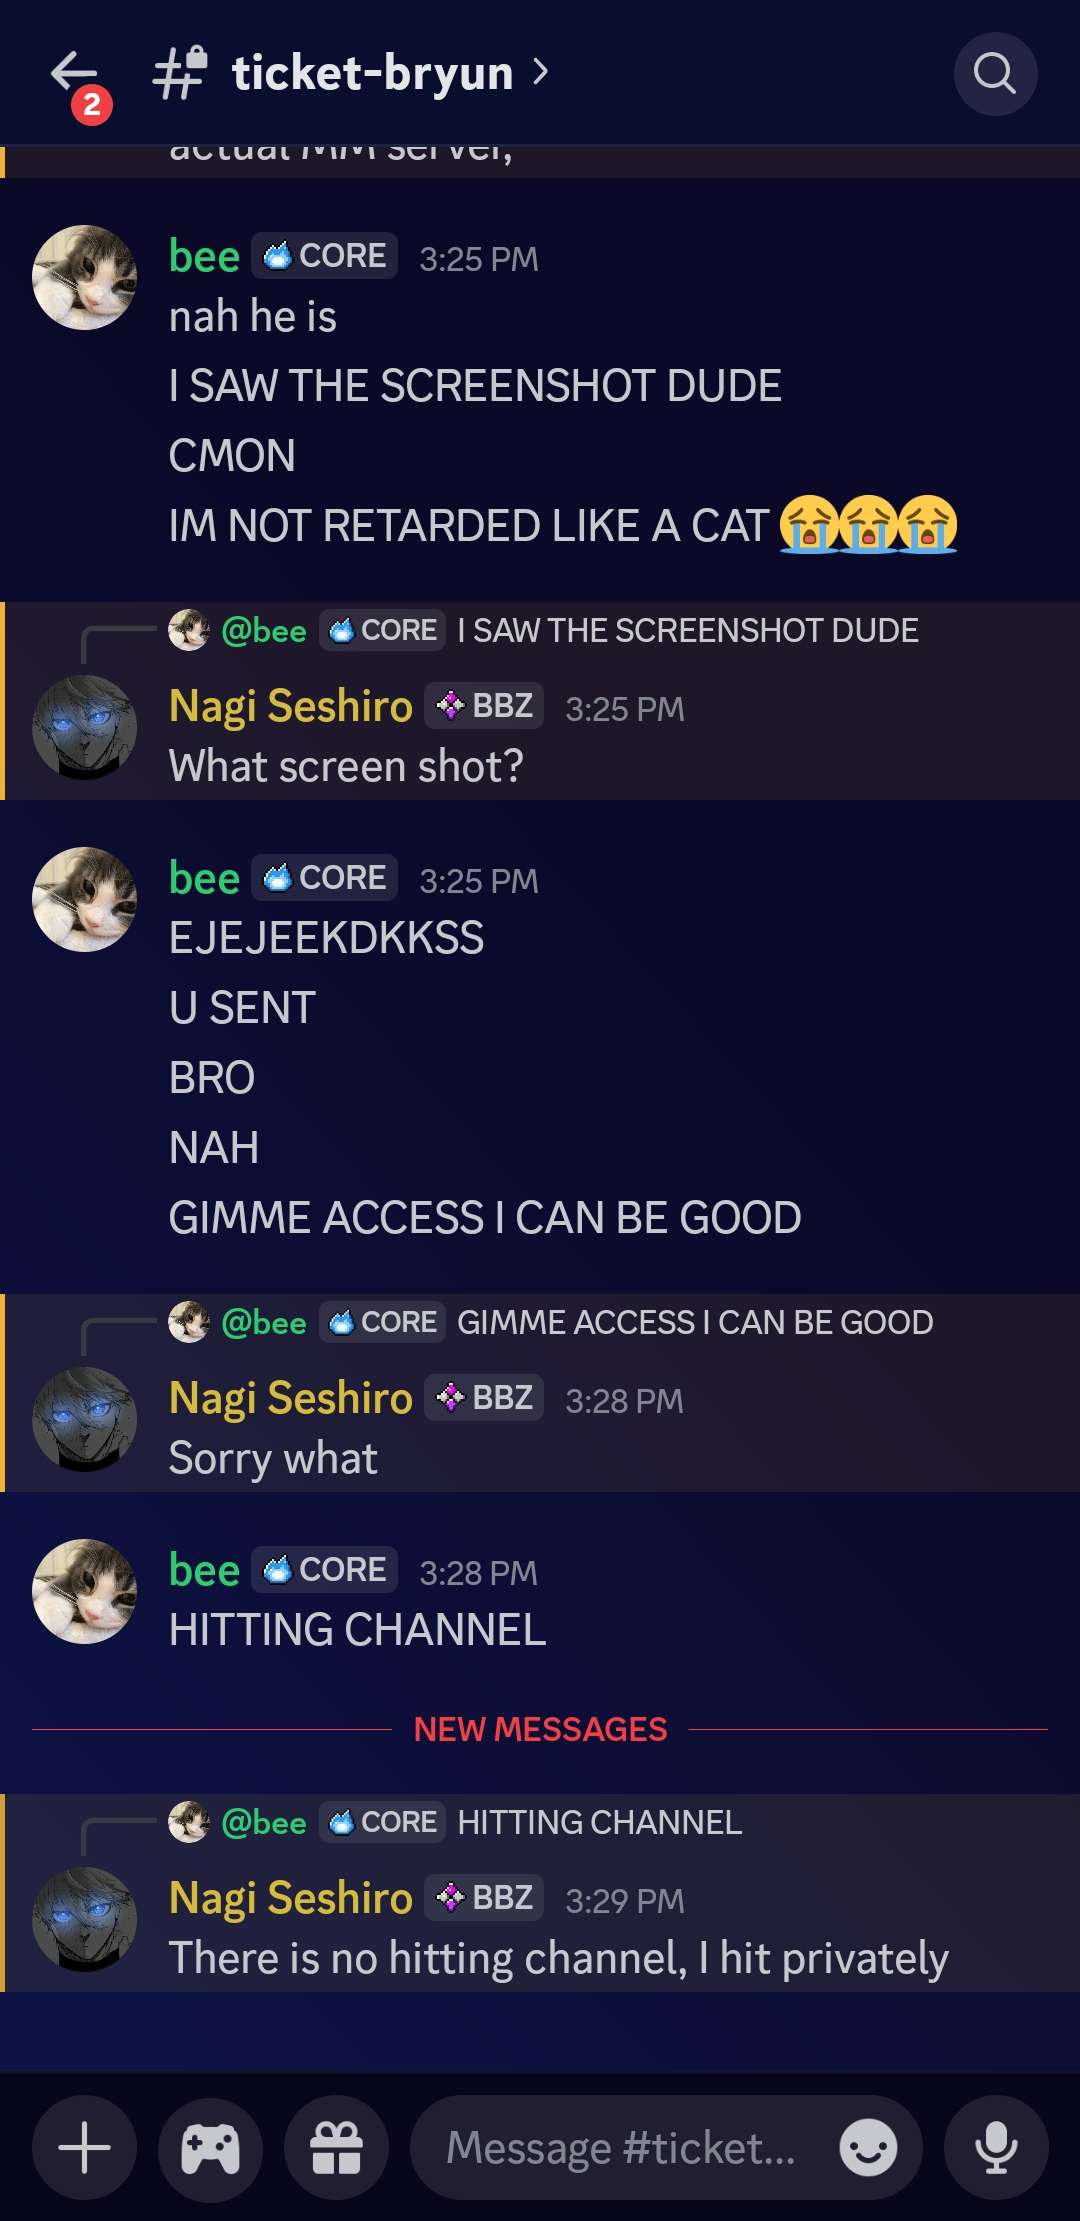 2
ticket-bryun
actual MM server,
bee CORE 3:25 PM
nah he is
I SAW THE SCREENSHOT DUDE
CMON
IM NOT RETARDED LIKE A CAT 😭😭😭
@bee CORE I SAW THE SCREENSHOT DUDE
Nagi Seshiro BBZ 3:25 PM
What screen shot?
bee CORE 3:25 PM
EJEJEEKDKKSS
U SENT
BRO
NAH
GIMME ACCESS I CAN BE GOOD
@bee CORE GIMME ACCESS I CAN BE GOOD
Nagi Seshiro BBZ 3:28 PM
Sorry what
bee CORE 3:28 PM
HITTING CHANNEL
NEW MESSAGES
@bee CORE HITTING CHANNEL
Nagi Seshiro BBZ 3:29 PM
There is no hitting channel, I hit privately
Message #ticket...